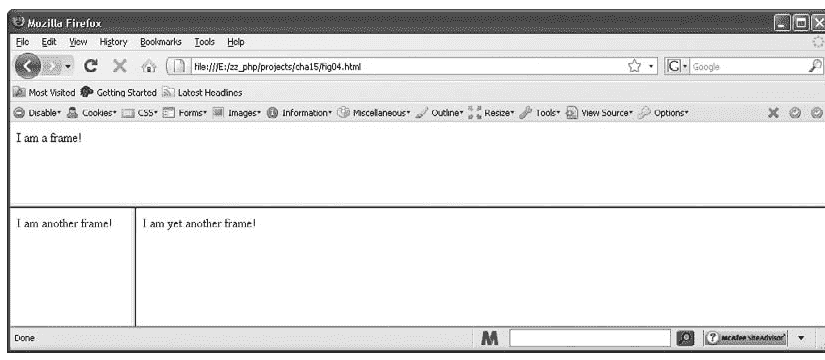 Mozilla Firefox
File Edit View History Bookmarks Tools Help
file:///E:/zz_php/projects/cha15/fig04.html
Google
Most Visited Getting Started Latest Headlines
Disable Cookies CSS Forms Images Information Miscellaneous Outline Resize Tools View Source Options
I am a frame!
I am another frame!
I am yet another frame!
Done
M
McAfee SiteAdvisor